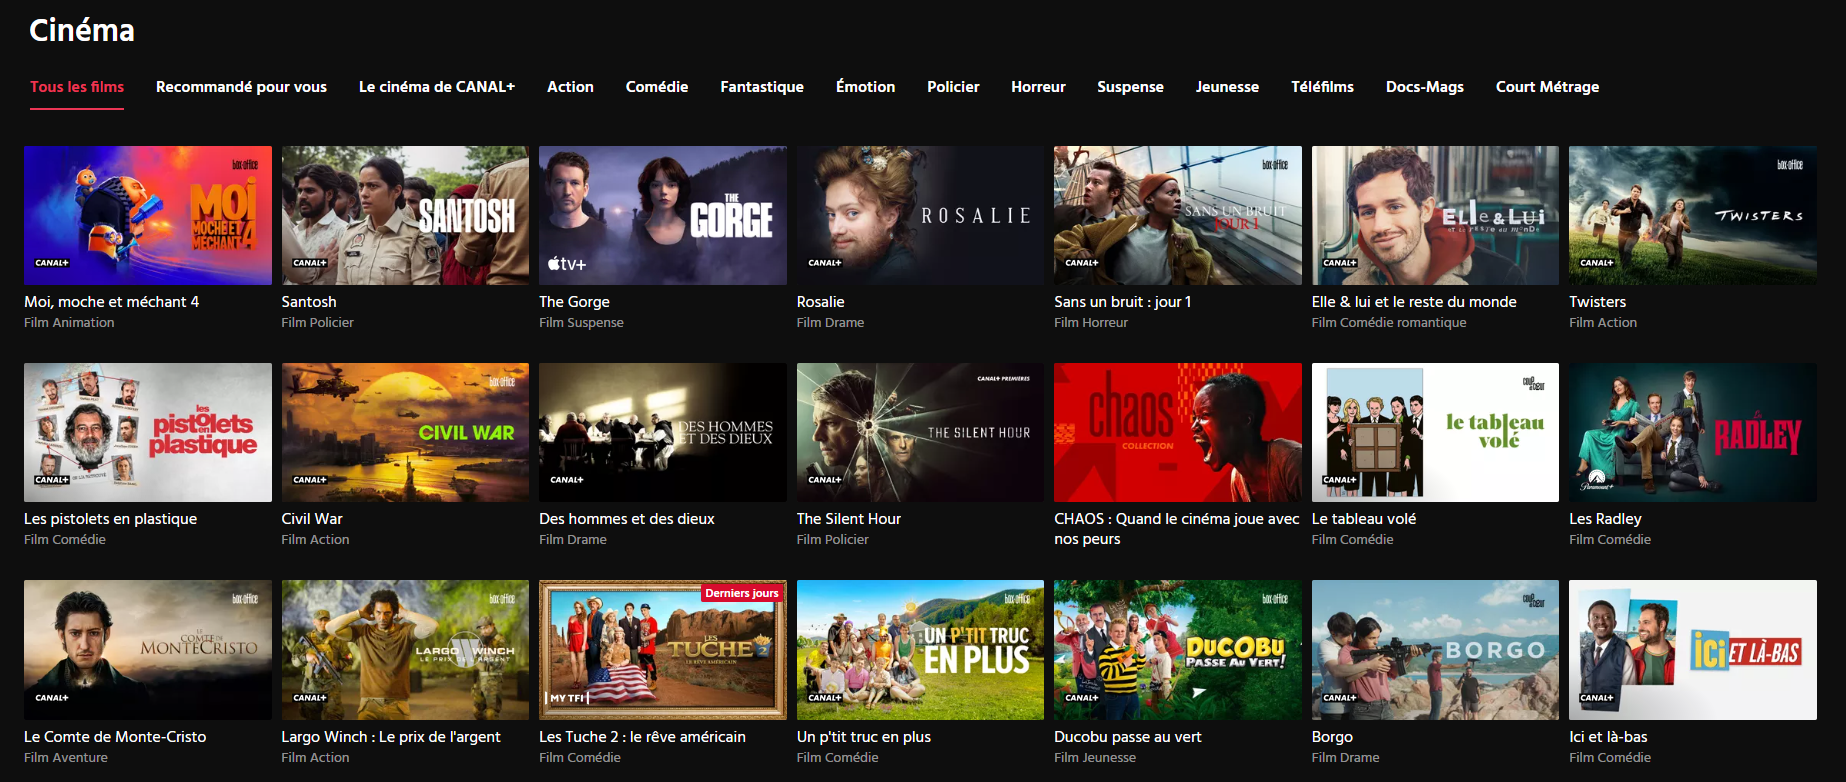 Cinéma
Tous les films
Recommandé pour vous
Le cinéma de CANAL+
Action
Comédie
Fantastique
Émotion
Policier
Horreur
Suspense
Jeunesse
Téléfilms
Docs-Mags
Court Métrage
box-office
MOI
MOCHE ET
MÉCHANT 4
CANAL+
Moi, moche et méchant 4
Film Animation
SANTOSH
CANAL+
Santosh
Film Policier
THE
GORGE
tv+
The Gorge
Film Suspense
ROSALIE
CANAL+
Rosalie
Film Drame
box-office
SANS UN BRUIT
JOUR 1
CANAL+
Sans un bruit : jour 1
Film Horreur
box-office
Elle & Lui
et le reste du monde
CANAL+
Elle & lui et le reste du monde
Film Comédie romantique
box-office
TWISTERS
CANAL+
Twisters
Film Action
les
pistolets
en
plastique
CANAL+
Les pistolets en plastique
Film Comédie
box-office
CIVIL WAR
CANAL+
Civil War
Film Action
DES HOMMES
ET DES DIEUX
CANAL+
Des hommes et des dieux
Film Drame
CANAL+ PREMIERES
THE SILENT HOUR
CANAL+
The Silent Hour
Film Policier
chaos
COLLECTION
CHAOS : Quand le cinéma joue avec
nos peurs
coup de cœur
le tableau
volé
CANAL+
Le tableau volé
Film Comédie
Les
RADLEY
Paramount+
Les Radley
Film Comédie
box-office
LE
COMTE DE
MONTECRISTO
CANAL+
Le Comte de Monte-Cristo
Film Aventure
box-office
LARGO WINCH
LE PRIX DE L'ARGENT
CANAL+
Largo Winch : Le prix de l'argent
Film Action
Derniers jours
LES
TUCHE 2
LE RÊVE AMÉRICAIN
MY TF1
Les Tuche 2 : le rêve américain
Film Comédie
box-office
UN P'TIT TRUC
EN PLUS
CANAL+
Un p'tit truc en plus
Film Comédie
box-office
DUCOBU
PASSE AU VERT!
CANAL+
Ducobu passe au vert
Film Jeunesse
coup de cœur
BORGO
CANAL+
Borgo
Film Drame
ICI ET LÀ-BAS
CANAL+
Ici et là-bas
Film Comédie